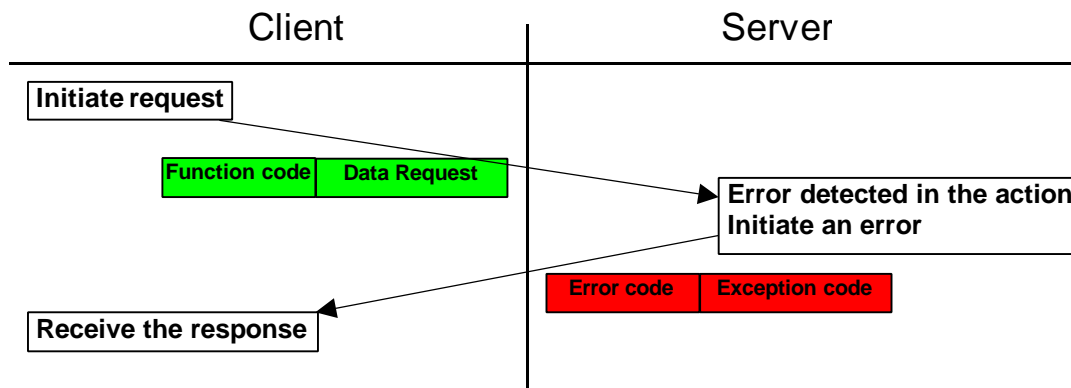 Client
Server
Initiate request
Function code
Data Request
Error detected in the action
Initiate an error
Error code
Exception code
Receive the response